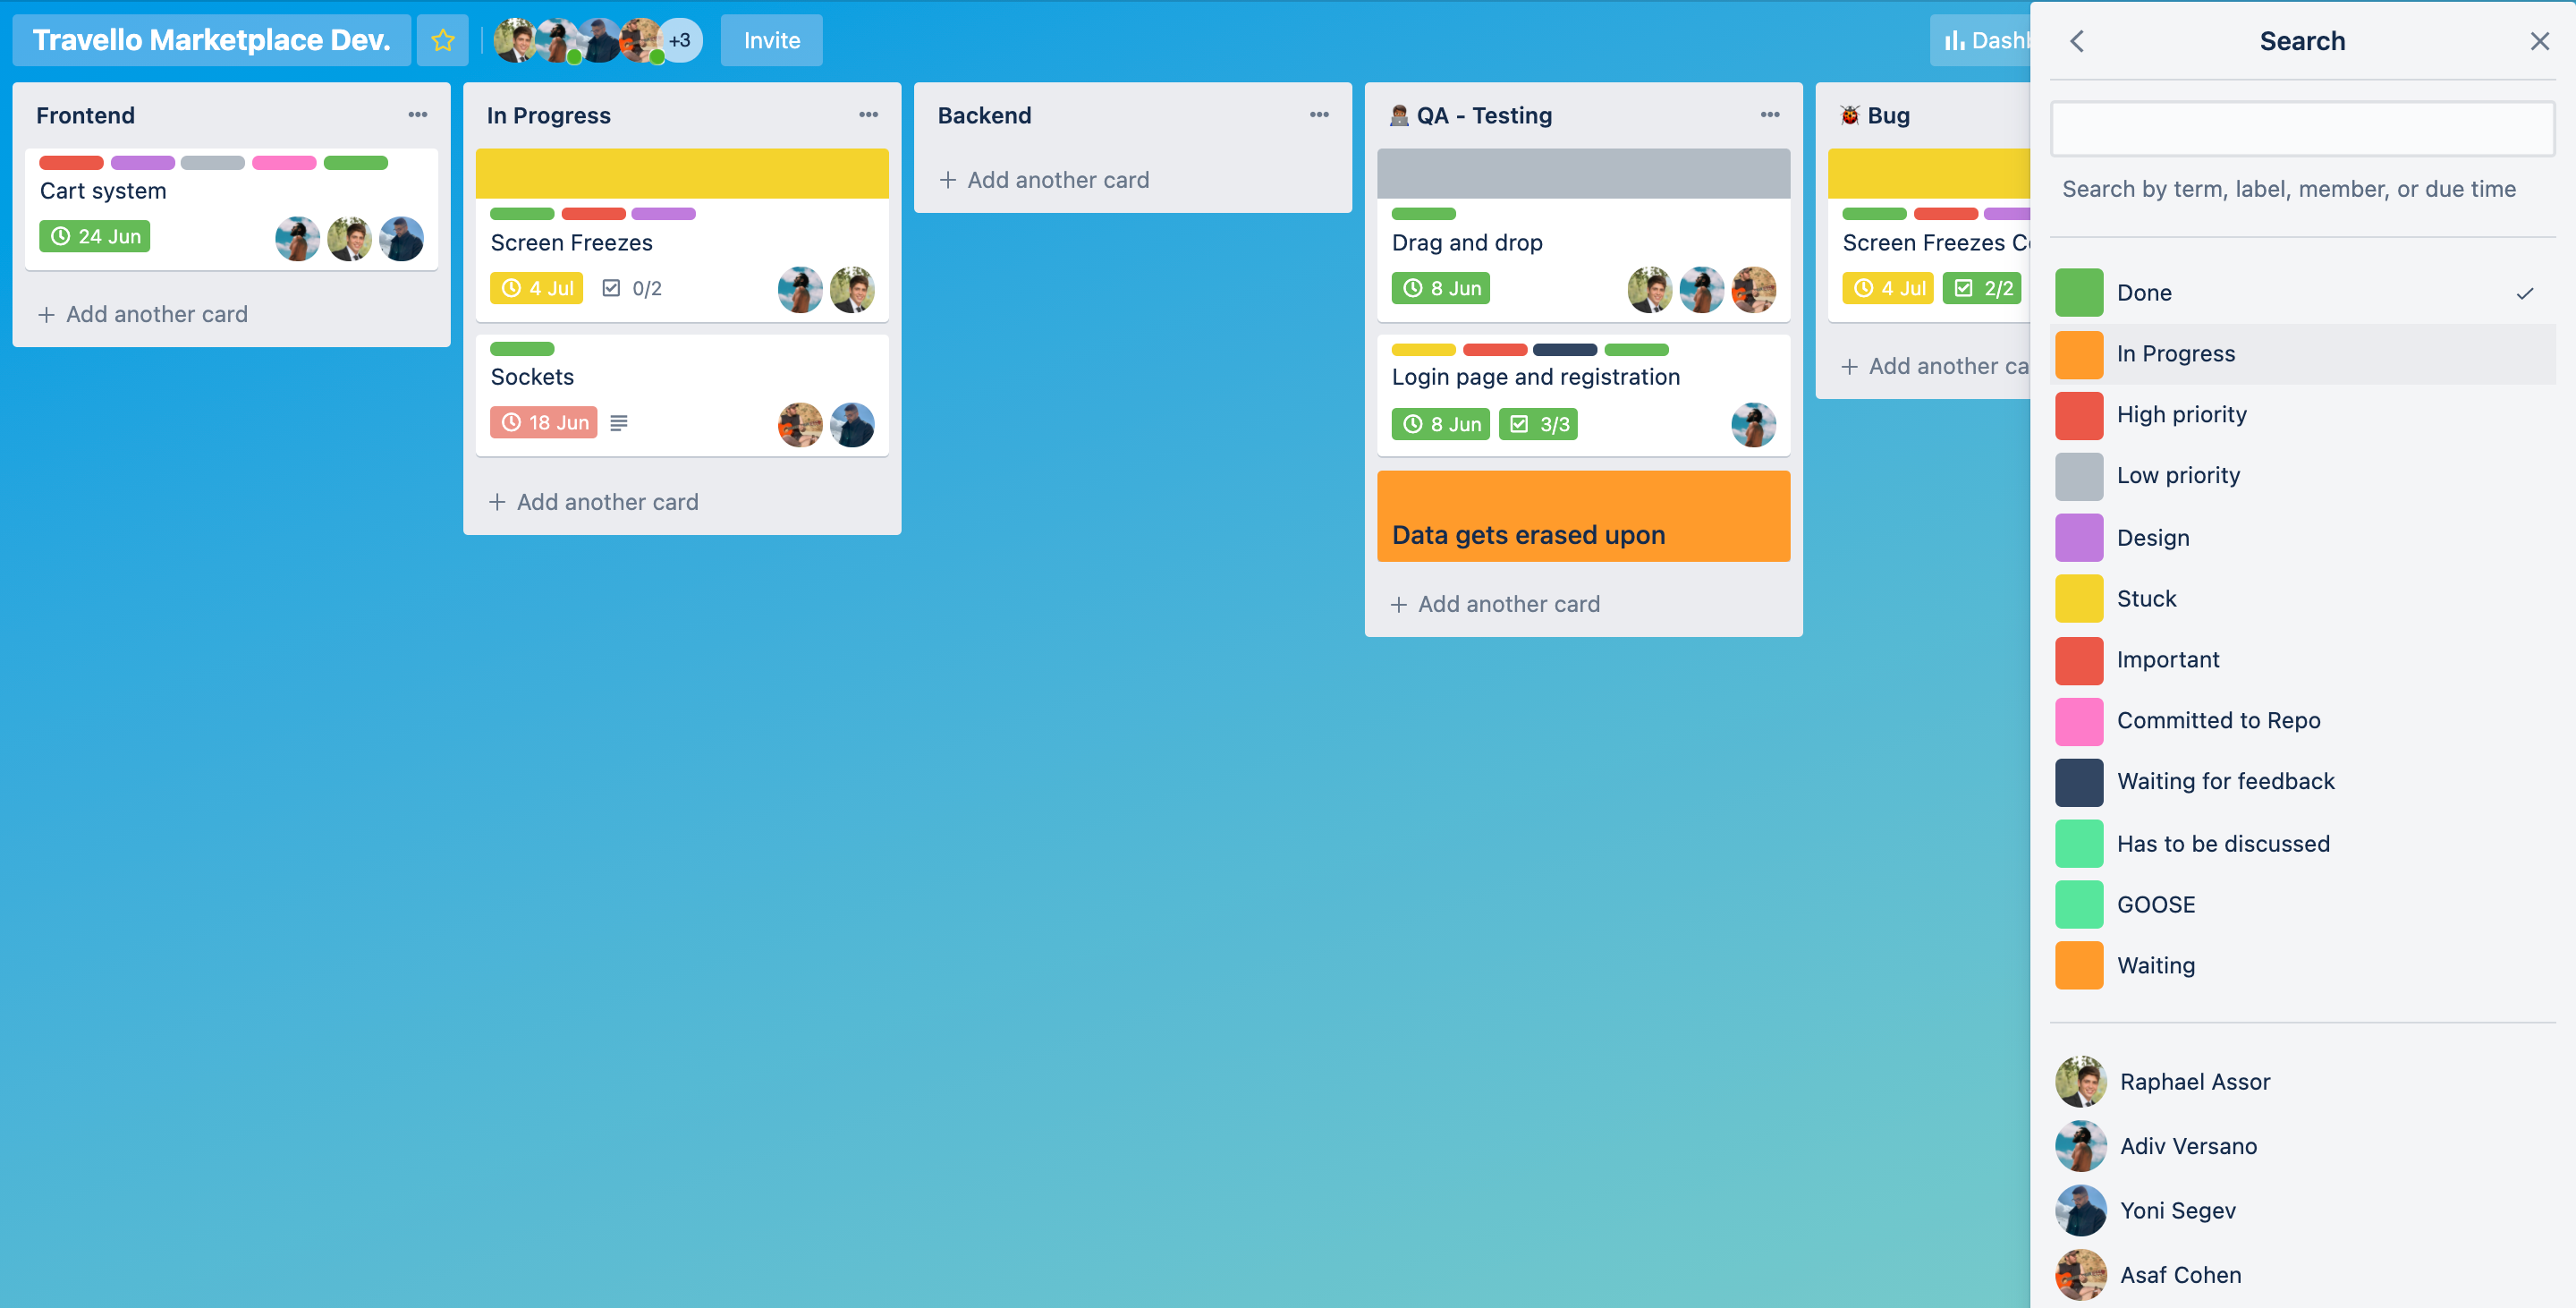 Travello Marketplace Dev.
+3
Invite
Dashb
Search
Frontend
Cart system
24 Jun
Add another card
In Progress
Screen Freezes
4 Jul
0/2
Sockets
18 Jun
Add another card
Backend
Add another card
QA - Testing
Drag and drop
8 Jun
Login page and registration
8 Jun
3/3
Data gets erased upon
Add another card
Bug
Screen Freezes C
4 Jul
2/2
Add another ca
Search by term, label, member, or due time
Done
In Progress
High priority
Low priority
Design
Stuck
Important
Committed to Repo
Waiting for feedback
Has to be discussed
GOOSE
Waiting
Raphael Assor
Adiv Versano
Yoni Segev
Asaf Cohen